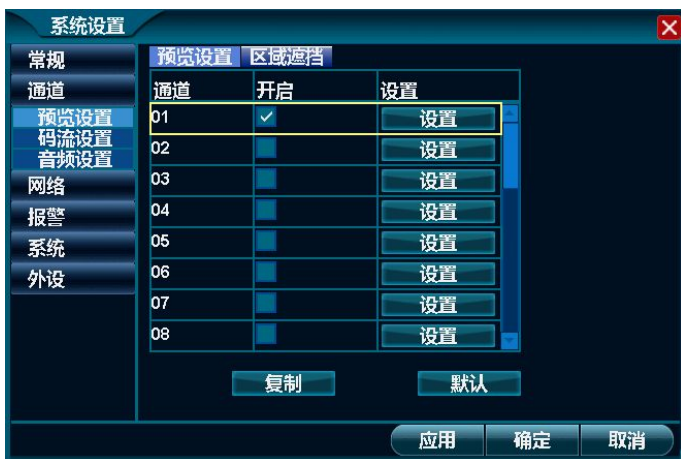 系统设置
常规
通道
预览设置
码流设置
音频设置
网络
报警
系统
外设
预览设置 区域遮挡
通道 开启 设置
01 设置
02 设置
03 设置
04 设置
05 设置
06 设置
07 设置
08 设置
复制 默认
应用 确定 取消